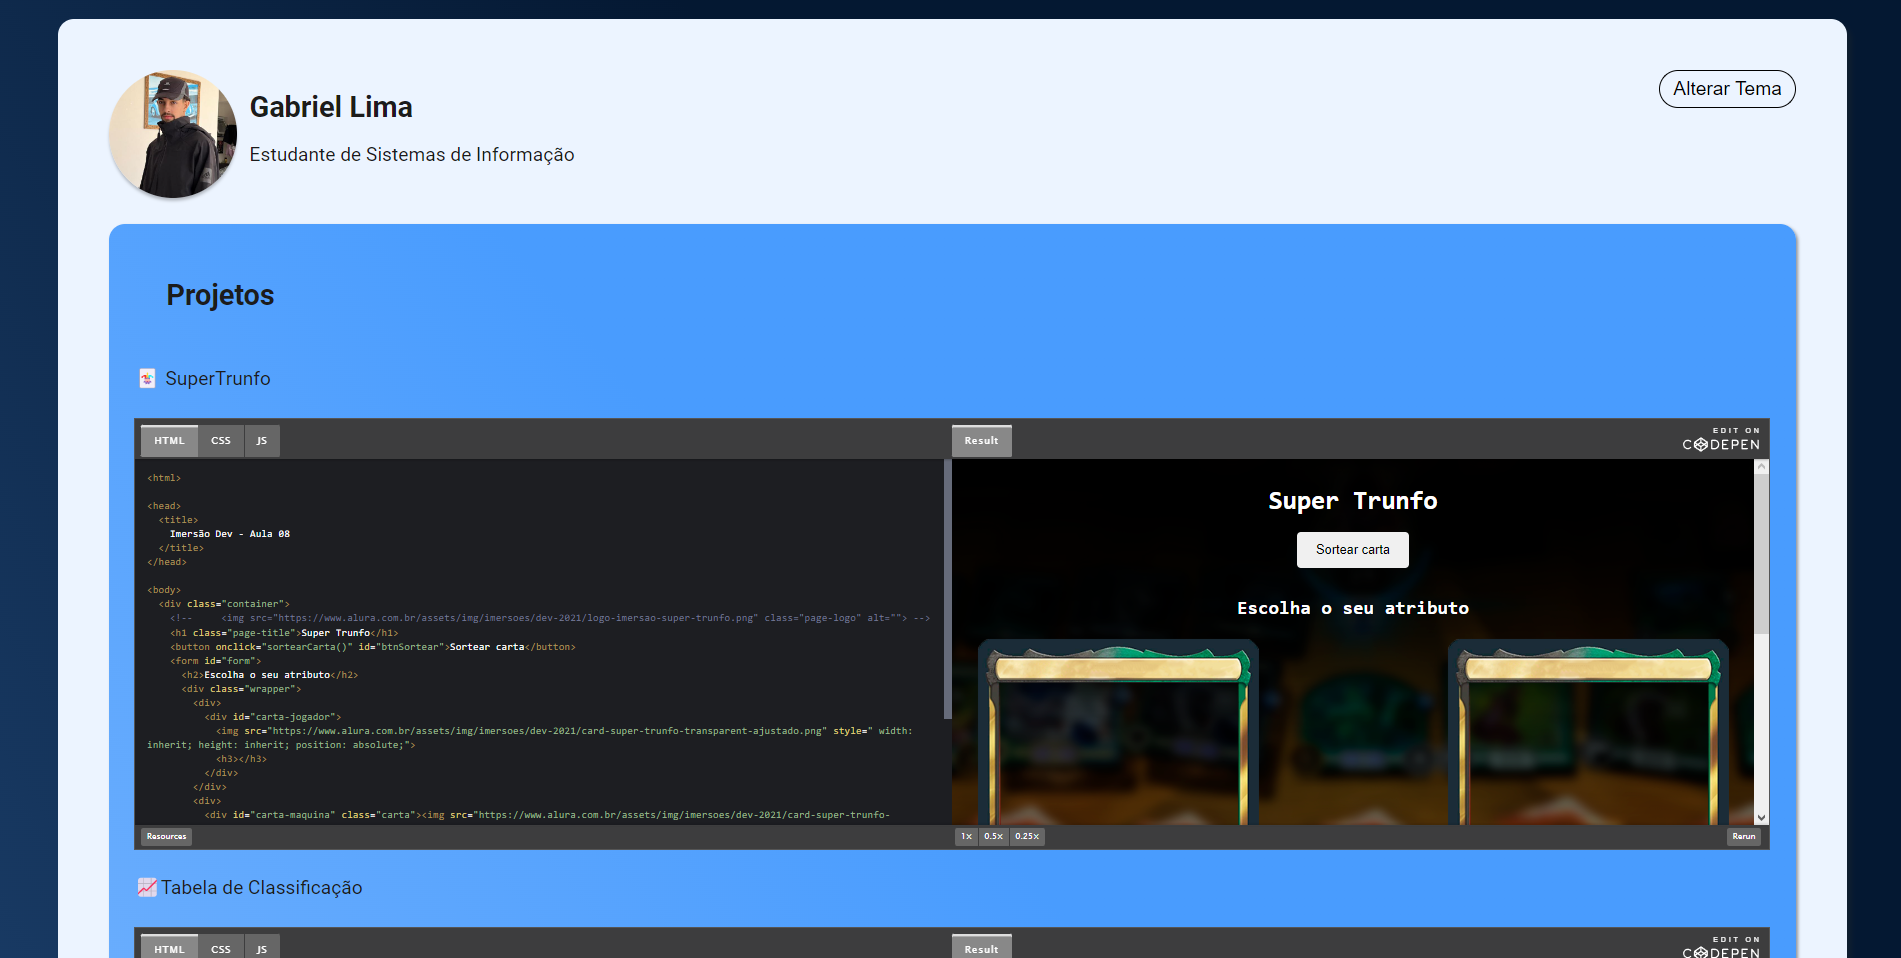 Gabriel Lima
Alterar Tema
Estudante de Sistemas de Informação
Projetos
SuperTrunfo
HTML CSS JS
Result
EDIT ON
CODEPEN
<html>
<head>
<title>
Imersão Dev - Aula 08
</title>
</head>
<body>
<div class="container">
<!-- <img src="https://www.alura.com.br/assets/img/imersoes/dev-2021/logo-imersao-super-trunfo.png" class="page-logo" alt=""> -->
<h1 class="page-title">Super Trunfo</h1>
<button onclick="sortearCarta()" id="btnSortear">Sortear carta</button>
<form id="form">
<h2>Escolha o seu atributo</h2>
<div class="wrapper">
<div>
<div id="carta-jogador">
<img src="https://www.alura.com.br/assets/img/imersoes/dev-2021/card-super-trunfo-transparent-ajustado.png" style=" width:
inherit; height: inherit; position: absolute;">
<h3></h3>
</div>
</div>
<div>
<div id="carta-maquina" class="carta"><img src="https://www.alura.com.br/assets/img/imersoes/dev-2021/card-super-trunfo-
Super Trunfo
Sortear carta
Escolha o seu atributo
Resources
1× 0.5× 0.25×
Rerun
Tabela de Classificação
HTML CSS JS
Result
EDIT ON
CODEPEN